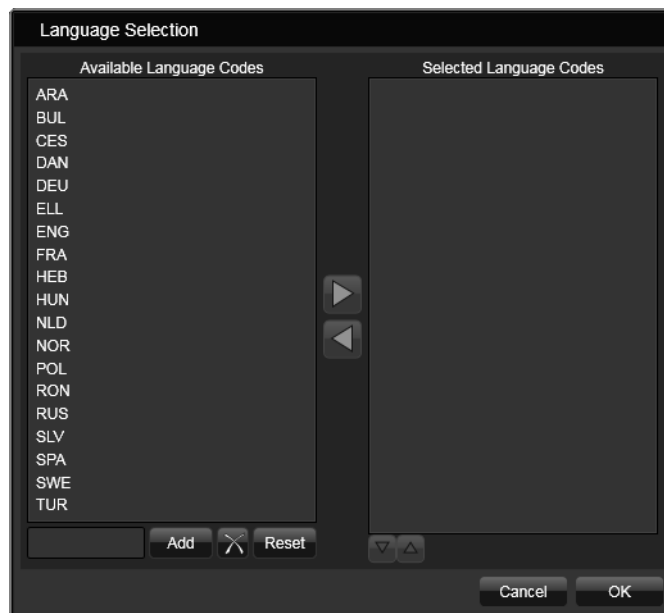 Language Selection
Available Language Codes
ARA
BUL
CES
DAN
DEU
ELL
ENG
FRA
HEB
HUN
NLD
NOR
POL
RON
RUS
SLV
SPA
SWE
TUR
Add
Reset
Selected Language Codes
Cancel
OK